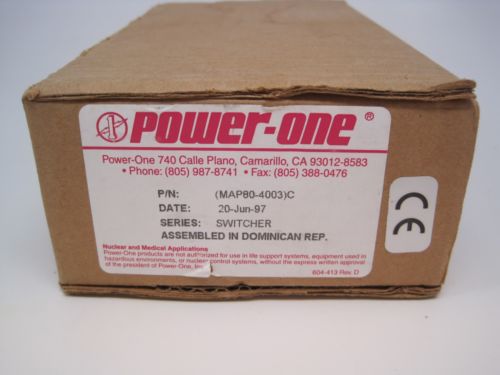 POWER-ONE ®
Power-One 740 Calle Plano, Camarillo, CA 93012-8583
• Phone: (805) 987-8741 • Fax: (805) 388-0476
P/N: (MAP80-4003)C
DATE: 20-Jun-97
SERIES: SWITCHER
ASSEMBLED IN DOMINICAN REP.
Nuclear and Medical Applications
Power-One products are not authorized for use in life support systems, equipment used in
hazardous environments, or nuclear control systems, without the express written approval
of the president of Power-One, Inc.
604-413 Rev. D
CE